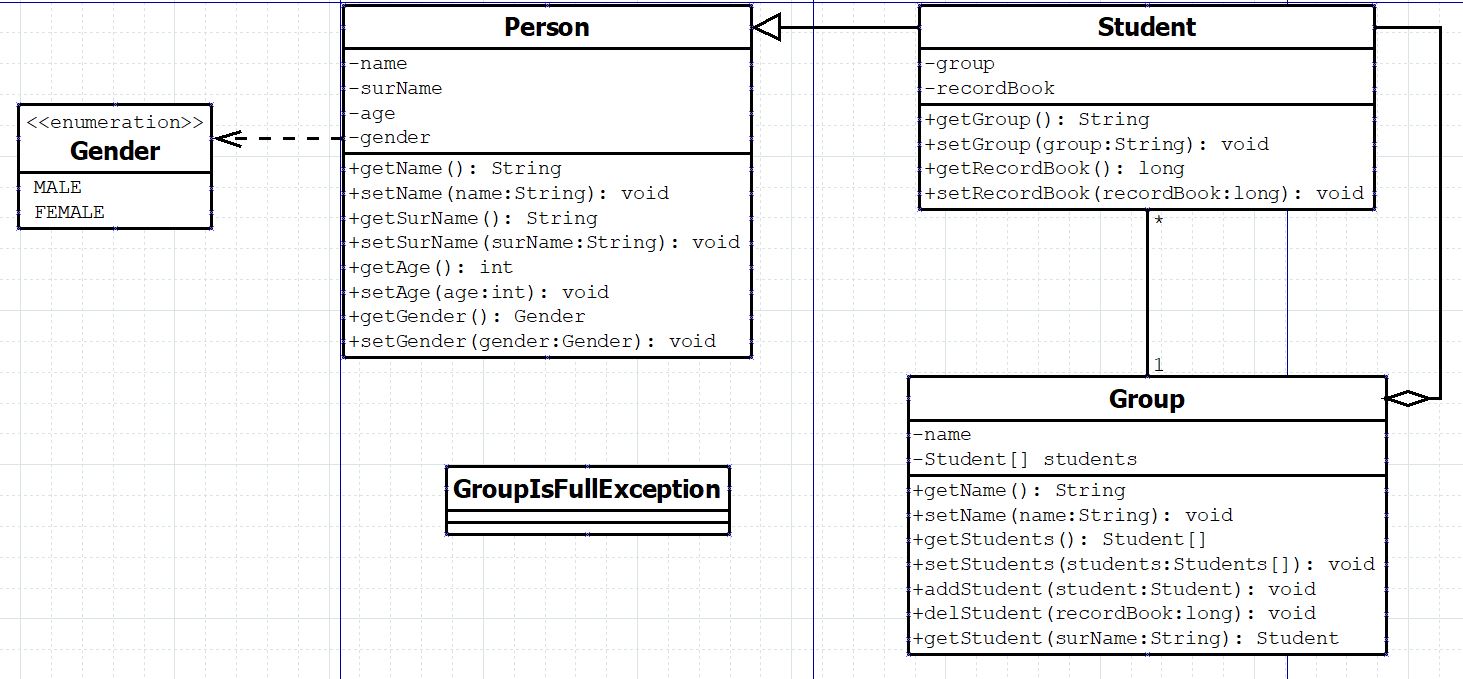 <<enumeration>>
Gender
MALE
FEMALE
Person
-name
-surName
-age
-gender
+getName(): String
+setName(name:String): void
+getSurName(): String
+setSurName(surName:String): void
+getAge(): int
+setAge(age:int): void
+getGender(): Gender
+setGender(gender:Gender): void
Student
-group
-recordBook
+getGroup(): String
+setGroup(group:String): void
+getRecordBook(): long
+setRecordBook(recordBook:long): void
*
1
GroupIsFullException
Group
-name
-Student[] students
+getName(): String
+setName(name:String): void
+getStudents(): Student[]
+setStudents(students:Students[]): void
+addStudent(student:Student): void
+delStudent(recordBook:long): void
+getStudent(surName:String): Student